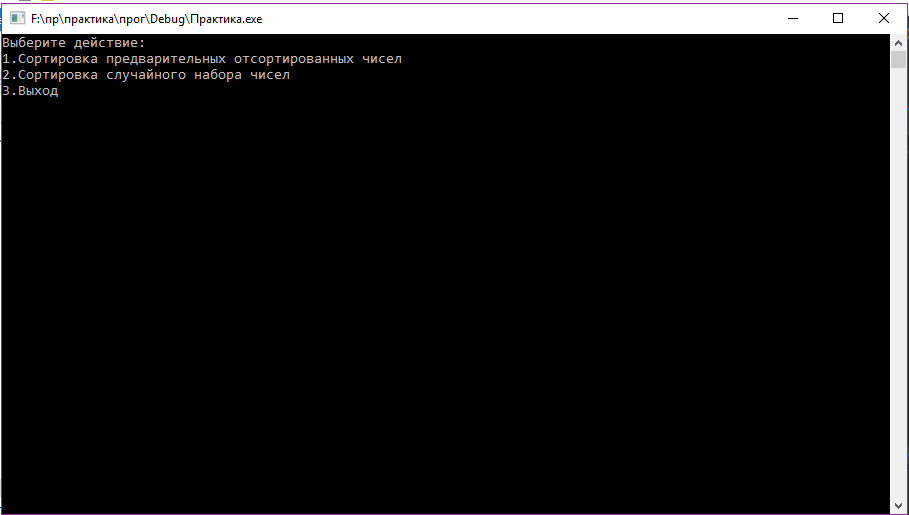 F:\пр\практика\прог\Debug\Практика.exe
Выберите действие:
1.Сортировка предварительных отсортированных чисел
2.Сортировка случайного набора чисел
3.Выход